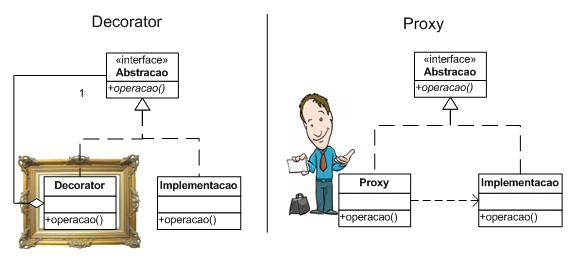 Decorator
«interface»
Abstracao
+operacao()
1
Decorator
+operacao()
Implementacao
+operacao()
Proxy
«interface»
Abstracao
+operacao()
Proxy
+operacao()
Implementacao
+operacao()